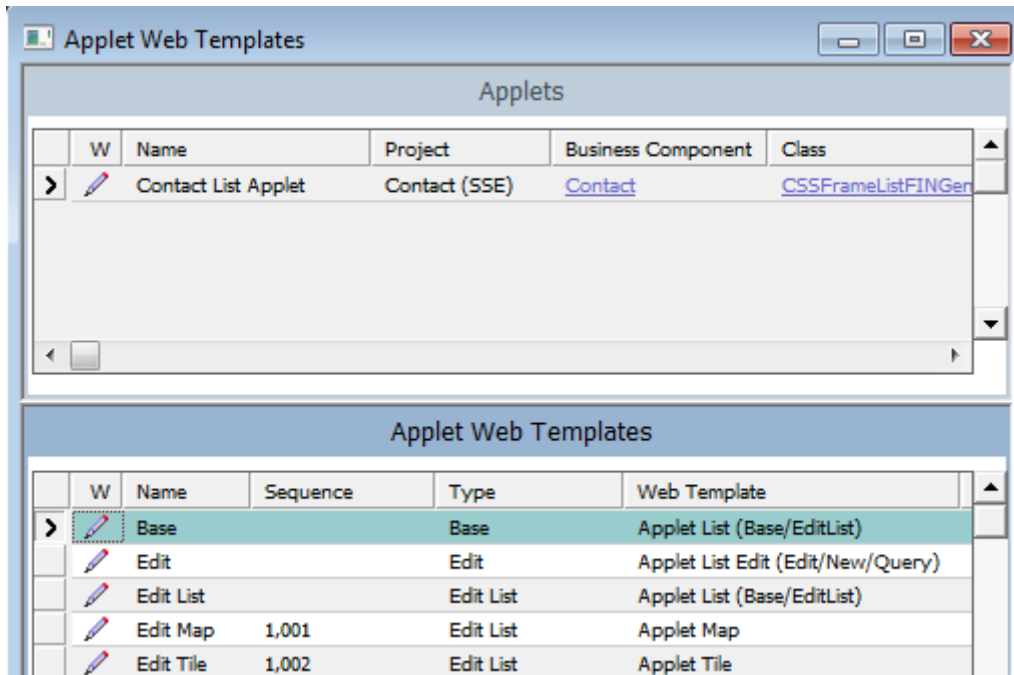 Applet Web Templates
Applets
W Name Project Business Component Class
Contact List Applet Contact (SSE) Contact CSSFrameListFINGen
Applet Web Templates
W Name Sequence Type Web Template
Base Base Applet List (Base/EditList)
Edit Edit Applet List Edit (Edit/New/Query)
Edit List Edit List Applet List (Base/EditList)
Edit Map 1,001 Edit List Applet Map
Edit Tile 1,002 Edit List Applet Tile